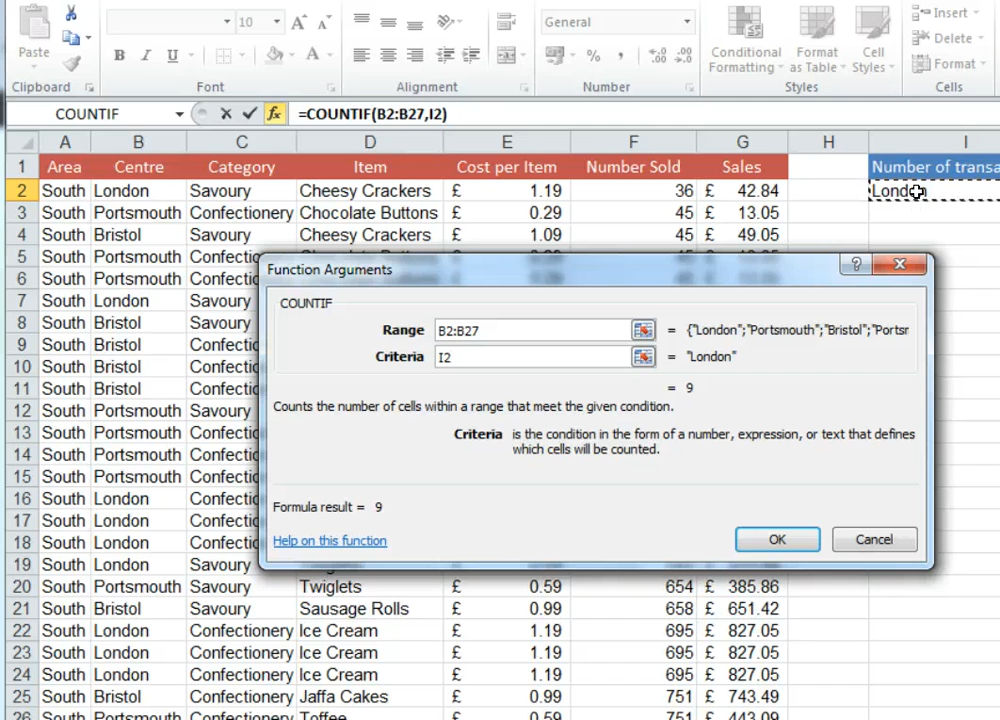 Paste
10
A A
General
Insert
Delete
Format
B I U
A
%
,
Conditional Formatting
Format as Table
Cell Styles
Clipboard
Font
Alignment
Number
Styles
Cells
COUNTIF
fx
=COUNTIF(B2:B27,I2)
A B C D E F G H I
1 Area Centre Category Item Cost per Item Number Sold Sales Number of transa
2 South London Savoury Cheesy Crackers £ 1.19 36 £ 42.84 London
3 South Portsmouth Confectionery Chocolate Buttons £ 0.29 45 £ 13.05
4 South Bristol Savoury Cheesy Crackers £ 1.09 45 £ 49.05
5 South Portsmouth Confec
6 South Portsmouth Confectio
7 South London Savoury
8 South Bristol Savoury
9 South Bristol Confectio
10 South Bristol Confectio
11 South Bristol Confectio
12 South Portsmouth Savoury
13 South Portsmouth Confectio
14 South Portsmouth Confectio
15 South Portsmouth Confectio
16 South London Confectio
17 South London Confectio
18 South London Confectio
19 South London Savoury
20 South Portsmouth Savoury Twiglets £ 0.59 654 £ 385.86
21 South Bristol Savoury Sausage Rolls £ 0.99 658 £ 651.42
22 South London Confectionery Ice Cream £ 1.19 695 £ 827.05
23 South London Confectionery Ice Cream £ 1.19 695 £ 827.05
24 South London Confectionery Ice Cream £ 1.19 695 £ 827.05
25 South Bristol Confectionery Jaffa Cakes £ 0.99 751 £ 743.49
26 South Portsmouth Confectionery Toffee £ 0.59 751 £ 443.09
Function Arguments
?
COUNTIF
Range B2:B27 = {"London";"Portsmouth";"Bristol";"Portsr
Criteria I2 = "London"
= 9
Counts the number of cells within a range that meet the given condition.
Criteria is the condition in the form of a number, expression, or text that defines
which cells will be counted.
Formula result = 9
Help on this function
OK
Cancel